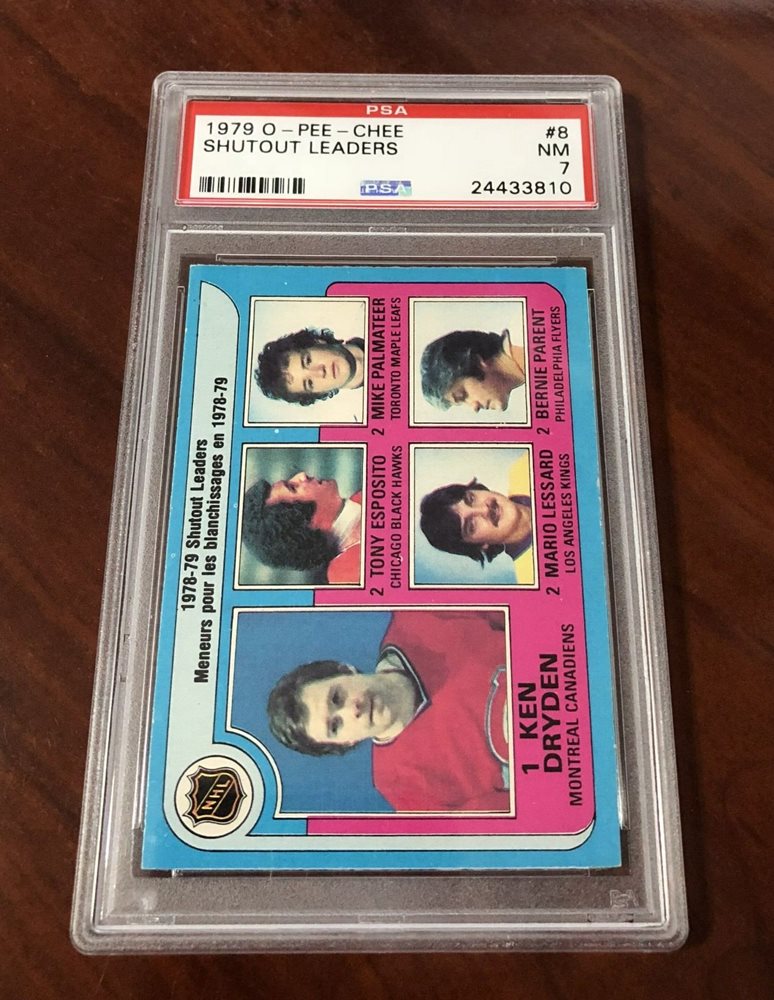 PSA
1979 O-PEE-CHEE #8
SHUTOUT LEADERS NM
7
PSA 24433810
1978-79 Shutout Leaders
Meneurs pour les blanchissages en 1978-79
NHL
1 KEN
DRYDEN
MONTREAL CANADIENS
2 TONY ESPOSITO
CHICAGO BLACK HAWKS
2 MIKE PALMATEER
TORONTO MAPLE LEAFS
2 MARIO LESSARD
LOS ANGELES KINGS
2 BERNIE PARENT
PHILADELPHIA FLYERS